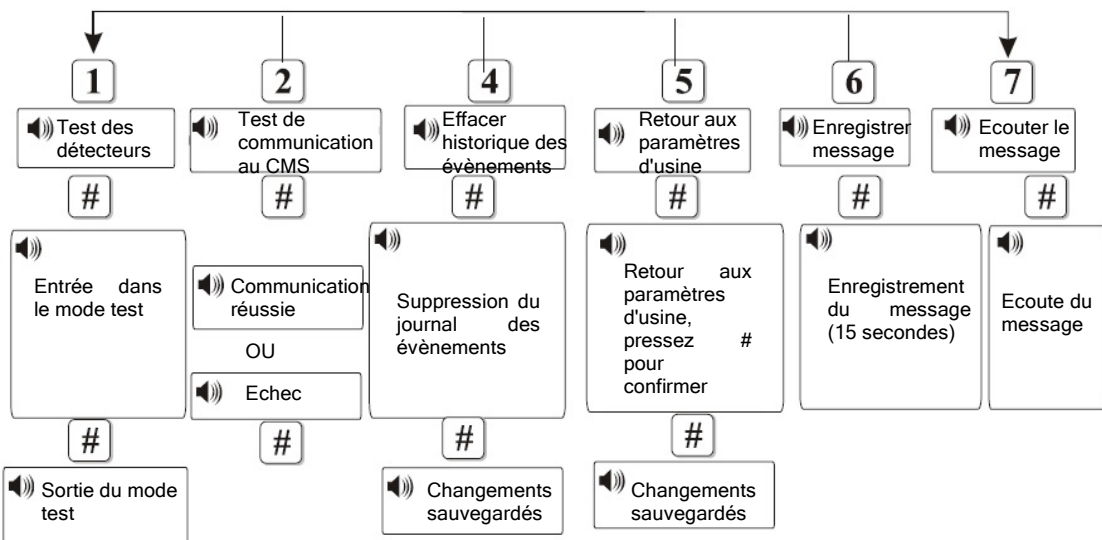 1
Test des
détecteurs
#
Entrée dans
le mode test
#
Sortie du mode
test
2
Test de
communication
au CMS
#
Communication
réussie
OU
Echec
#
4
Effacer
historique des
évènements
#
Suppression du
journal des
évènements
#
Changements
sauvegardés
5
Retour aux
paramètres
d'usine
#
Retour aux
paramètres
d'usine,
pressez #
pour
confirmer
#
Changements
sauvegardés
6
Enregistrer
message
#
Enregistrement
du message
(15 secondes)
7
Ecouter le
message
#
Ecoute du
message